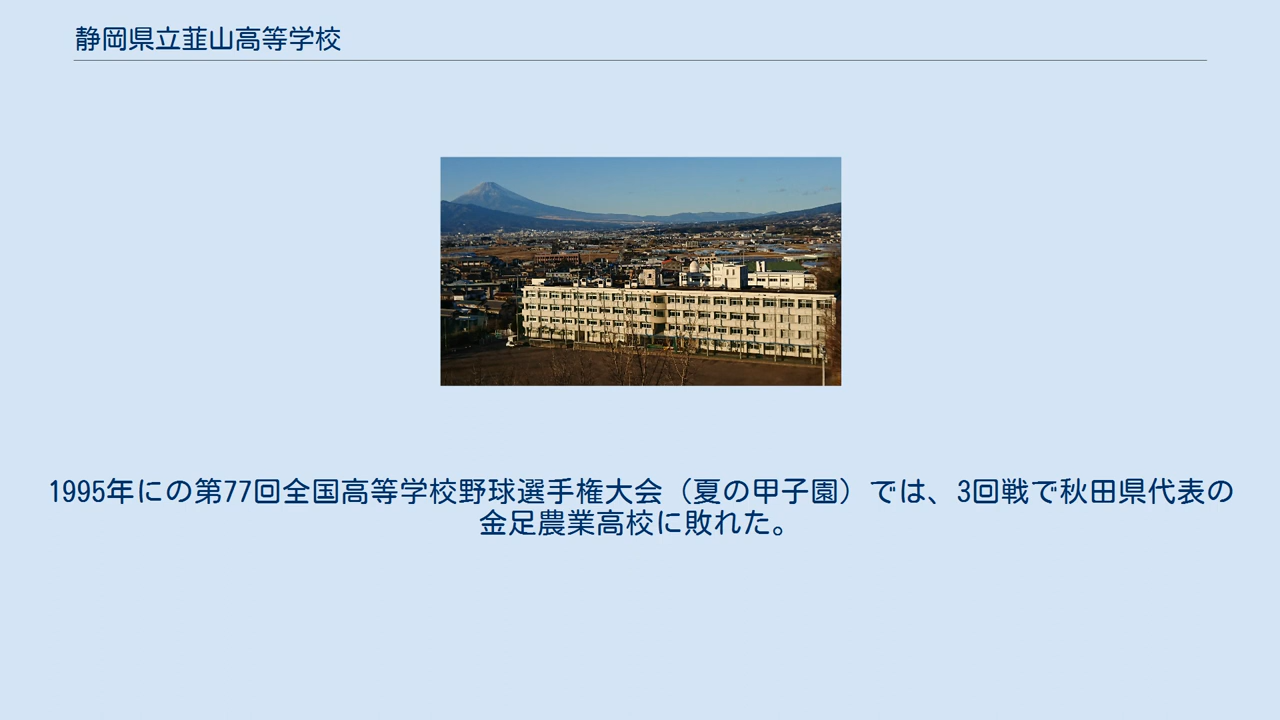 静岡県立韮山高等学校
1995年にの第77回全国高等学校野球選手権大会（夏の甲子園）では、3回戦で秋田県代表の
金足農業高校に敗れた。